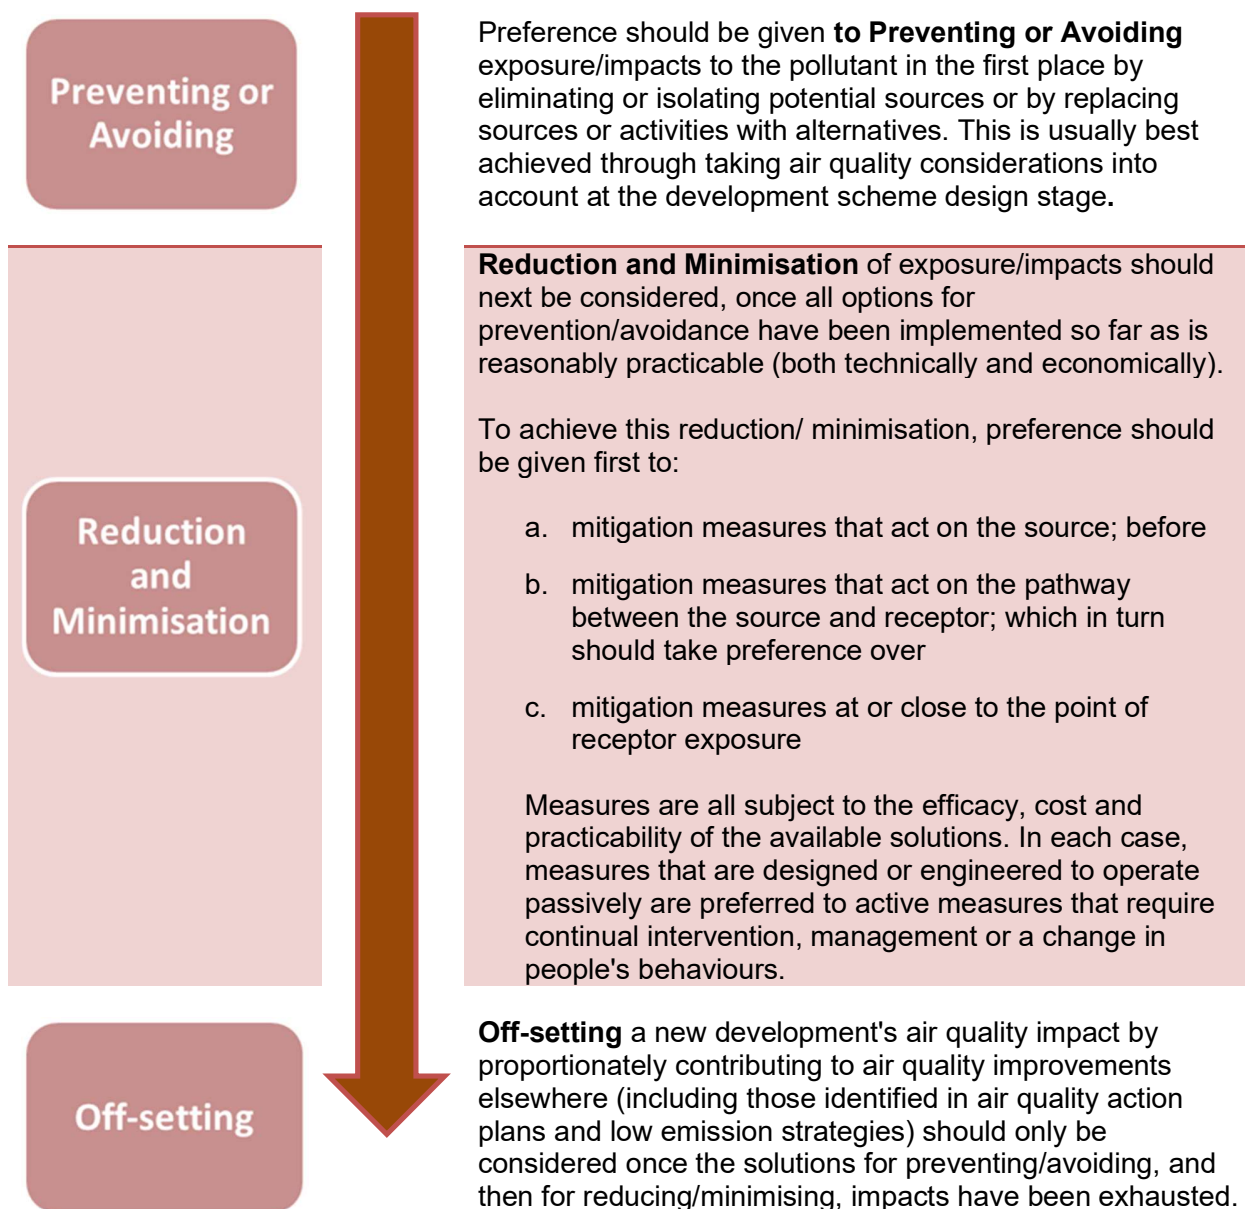 Preventing or
Avoiding
Preference should be given to Preventing or Avoiding
exposure/impacts to the pollutant in the first place by
eliminating or isolating potential sources or by replacing
sources or activities with alternatives. This is usually best
achieved through taking air quality considerations into
account at the development scheme design stage.
Reduction
and
Minimisation
Reduction and Minimisation of exposure/impacts should
next be considered, once all options for
prevention/avoidance have been implemented so far as is
reasonably practicable (both technically and economically).
To achieve this reduction/ minimisation, preference should
be given first to:
a. mitigation measures that act on the source; before
b. mitigation measures that act on the pathway
between the source and receptor; which in turn
should take preference over
c. mitigation measures at or close to the point of
receptor exposure
Measures are all subject to the efficacy, cost and
practicability of the available solutions. In each case,
measures that are designed or engineered to operate
passively are preferred to active measures that require
continual intervention, management or a change in
people's behaviours.
Off-setting
Off-setting a new development's air quality impact by
proportionately contributing to air quality improvements
elsewhere (including those identified in air quality action
plans and low emission strategies) should only be
considered once the solutions for preventing/avoiding, and
then for reducing/minimising, impacts have been exhausted.